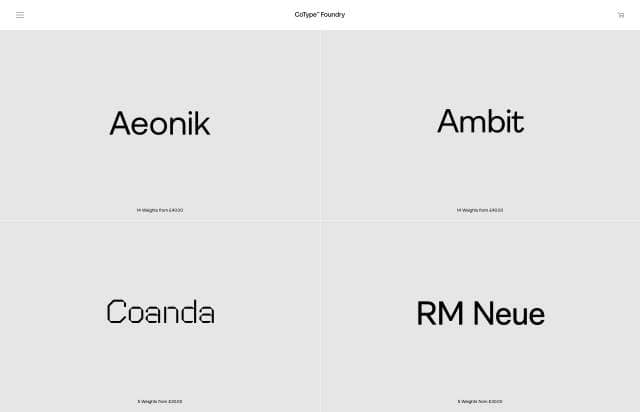 CoType™ Foundry
Aeonik
Ambit
14 Weights from £40.00
14 Weights from £40.00
Coanda
RM Neue
5 Weights from £30.00
5 Weights from £30.00